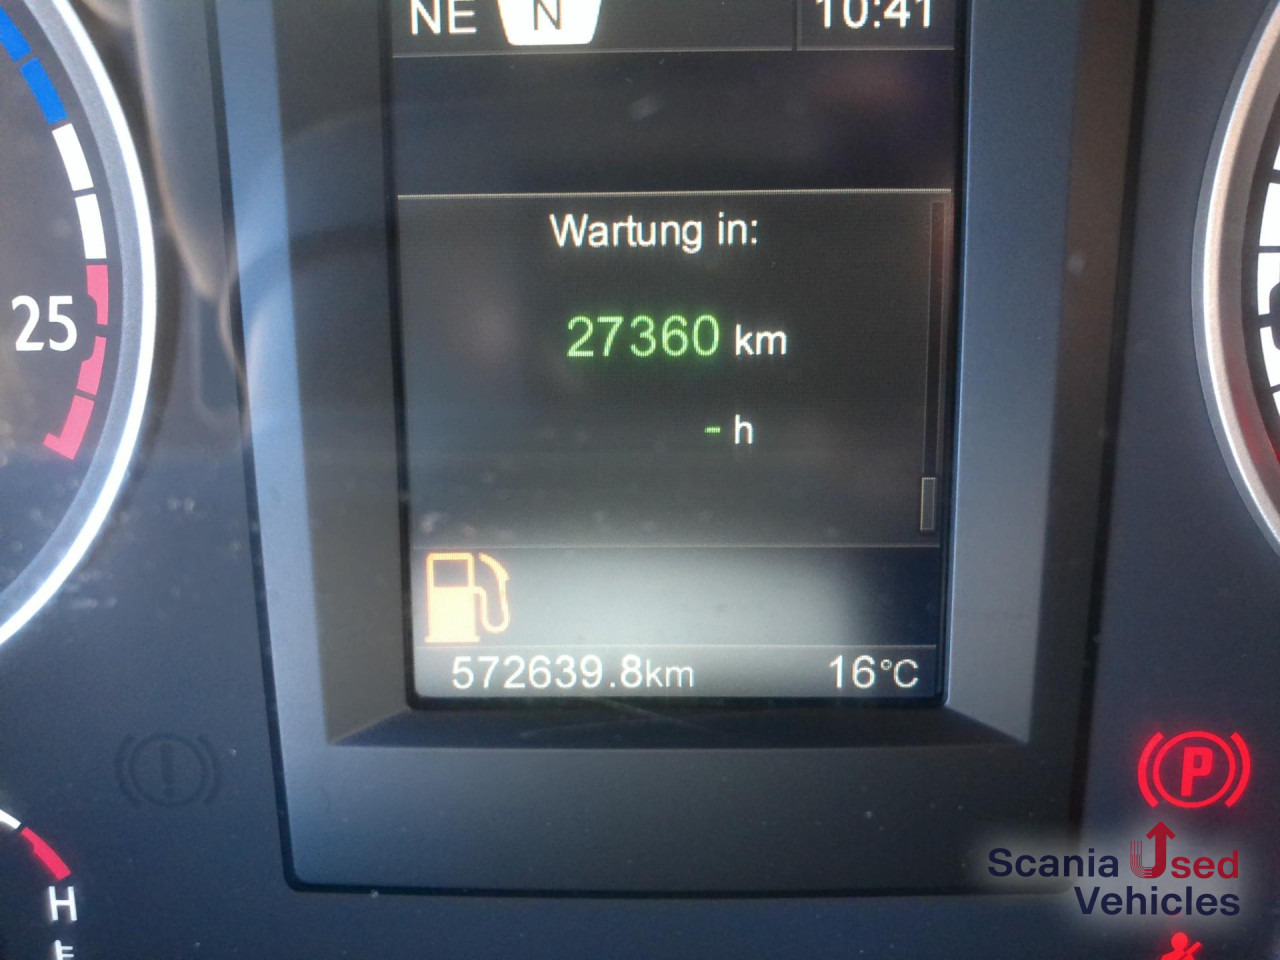 NE N 10:41
Wartung in:
27360 km
- h
25
572639.8km 16°C
P
H
Scania Used
Vehicles